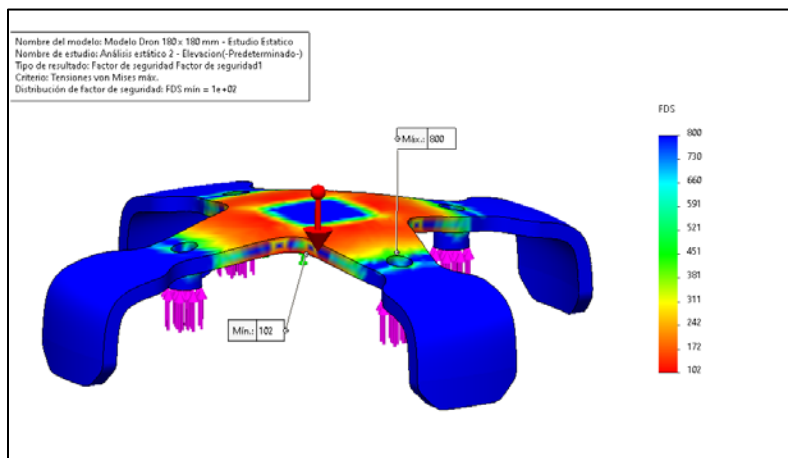 Nombre del modelo: Modelo Dron 180 x 180 mm - Estudio Estatico
Nombre de estudio: Análisis estático 2 - Elevacion(-Predeterminado-)
Tipo de resultado: Factor de seguridad Factor de seguridad1
Criterio: Tensiones von Mises máx.
Distribución de factor de seguridad: FDS mín = 1e+02
FDS
Máx.: 800
800
730
660
590
521
451
381
311
242
172
102
Mín.: 102